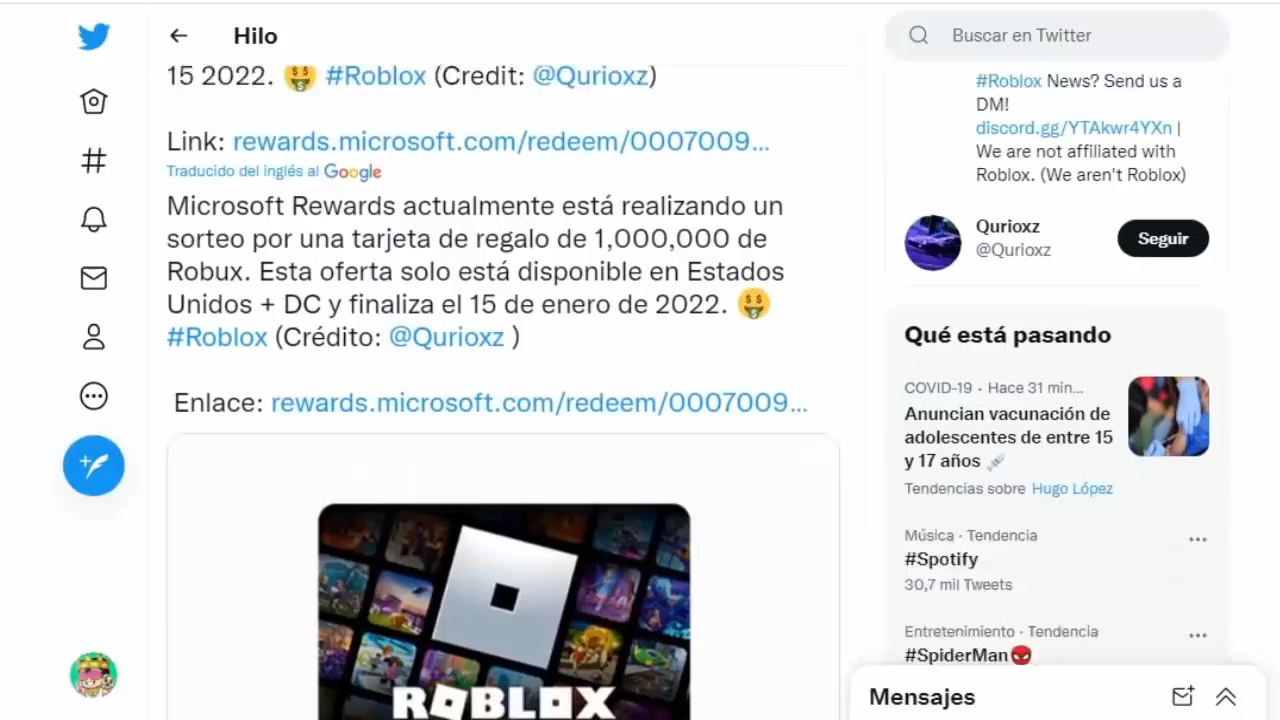 Hilo
15 2022. 🤑 #Roblox (Credit: @Qurioxz)
Link: rewards.microsoft.com/redeem/0007009…
Traducido del inglés al Google
Microsoft Rewards actualmente está realizando un
sorteo por una tarjeta de regalo de 1,000,000 de
Robux. Esta oferta solo está disponible en Estados
Unidos + DC y finaliza el 15 de enero de 2022. 🤑
#Roblox (Crédito: @Qurioxz )
Enlace: rewards.microsoft.com/redeem/0007009…
ROBLOX
Buscar en Twitter
#Roblox News? Send us a
DM!
discord.gg/YTAkwr4YXn |
We are not affiliated with
Roblox. (We aren't Roblox)
Qurioxz
@Qurioxz
Seguir
Qué está pasando
COVID-19 · Hace 31 min...
Anuncian vacunación de
adolescentes de entre 15
y 17 años 💉
Tendencias sobre Hugo López
Música · Tendencia
#Spotify
30,7 mil Tweets
Entretenimiento · Tendencia
#SpiderMan
Mensajes